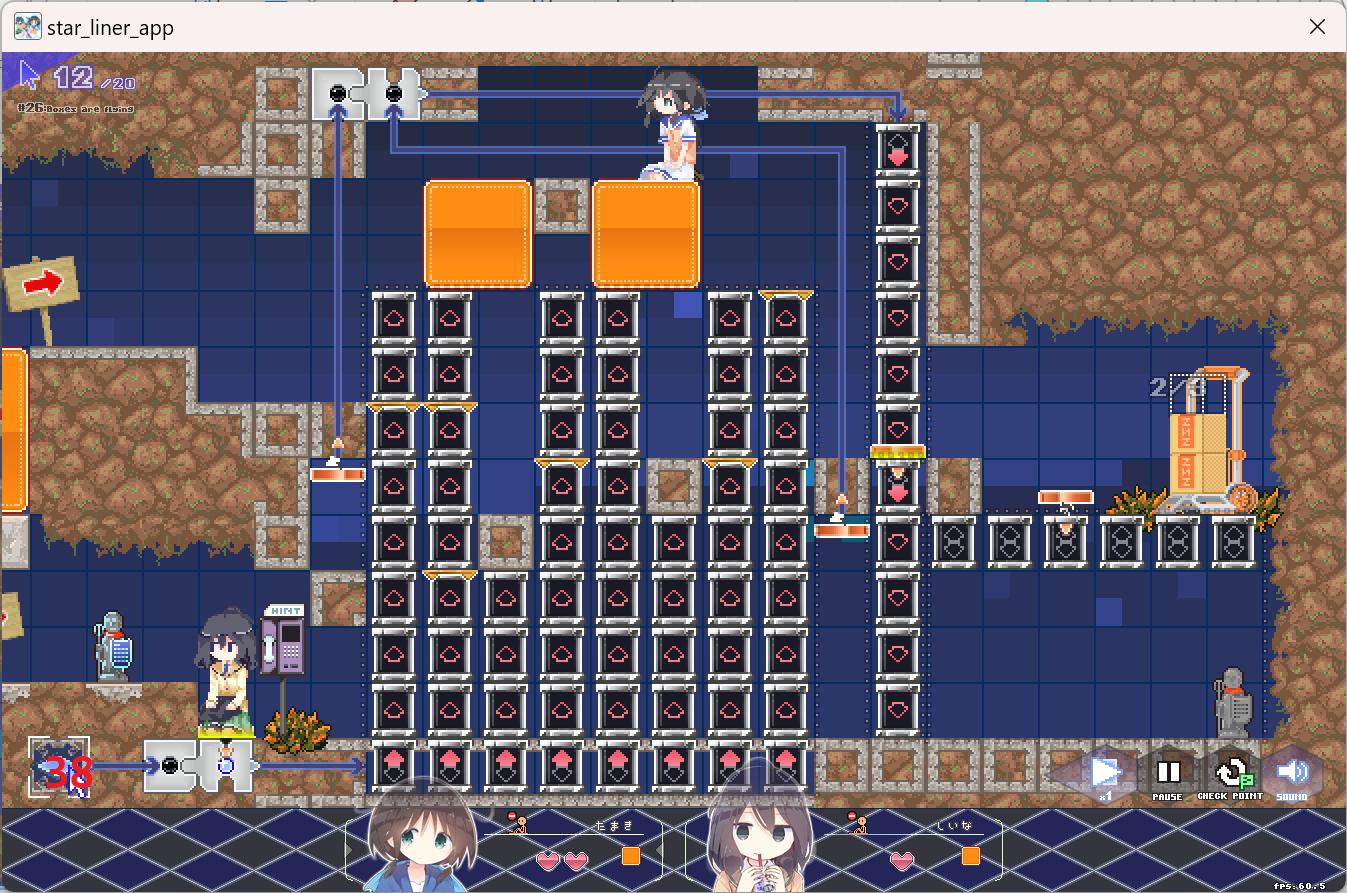 star_liner_app
12/20
#26:Boxes are flying
2/3
HINT
38
x1
PAUSE
CHECK POINT
SOUND
たまき
しいな
fps:60.5